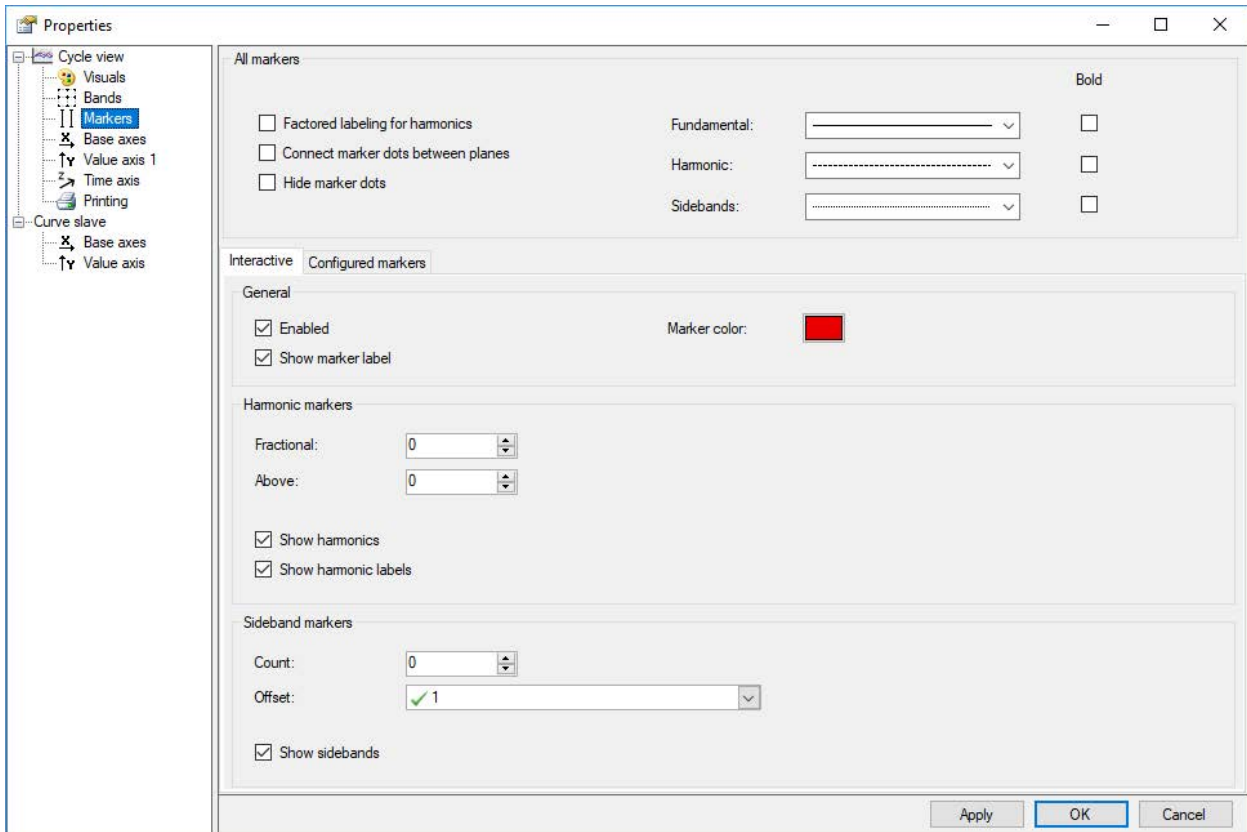 Properties
Cycle view
Visuals
Bands
Markers
Base axes
Value axis 1
Time axis
Printing
Curve slave
Base axes
Value axis
All markers
Bold
Factored labeling for harmonics
Fundamental:
Connect marker dots between planes
Harmonic:
Hide marker dots
Sidebands:
Interactive Configured markers
General
Enabled
Marker color:
Show marker label
Harmonic markers
Fractional: 0
Above: 0
Show harmonics
Show harmonic labels
Sideband markers
Count: 0
Offset: 1
Show sidebands
Apply OK Cancel